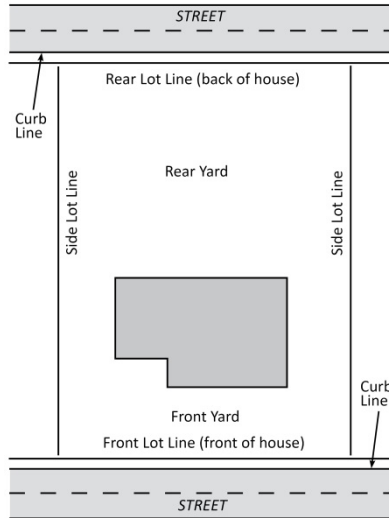 STREET
Rear Lot Line (back of house)
Curb
Line
Rear Yard
Side Lot Line
Side Lot Line
Curb
Line
Front Yard
Front Lot Line (front of house)
STREET